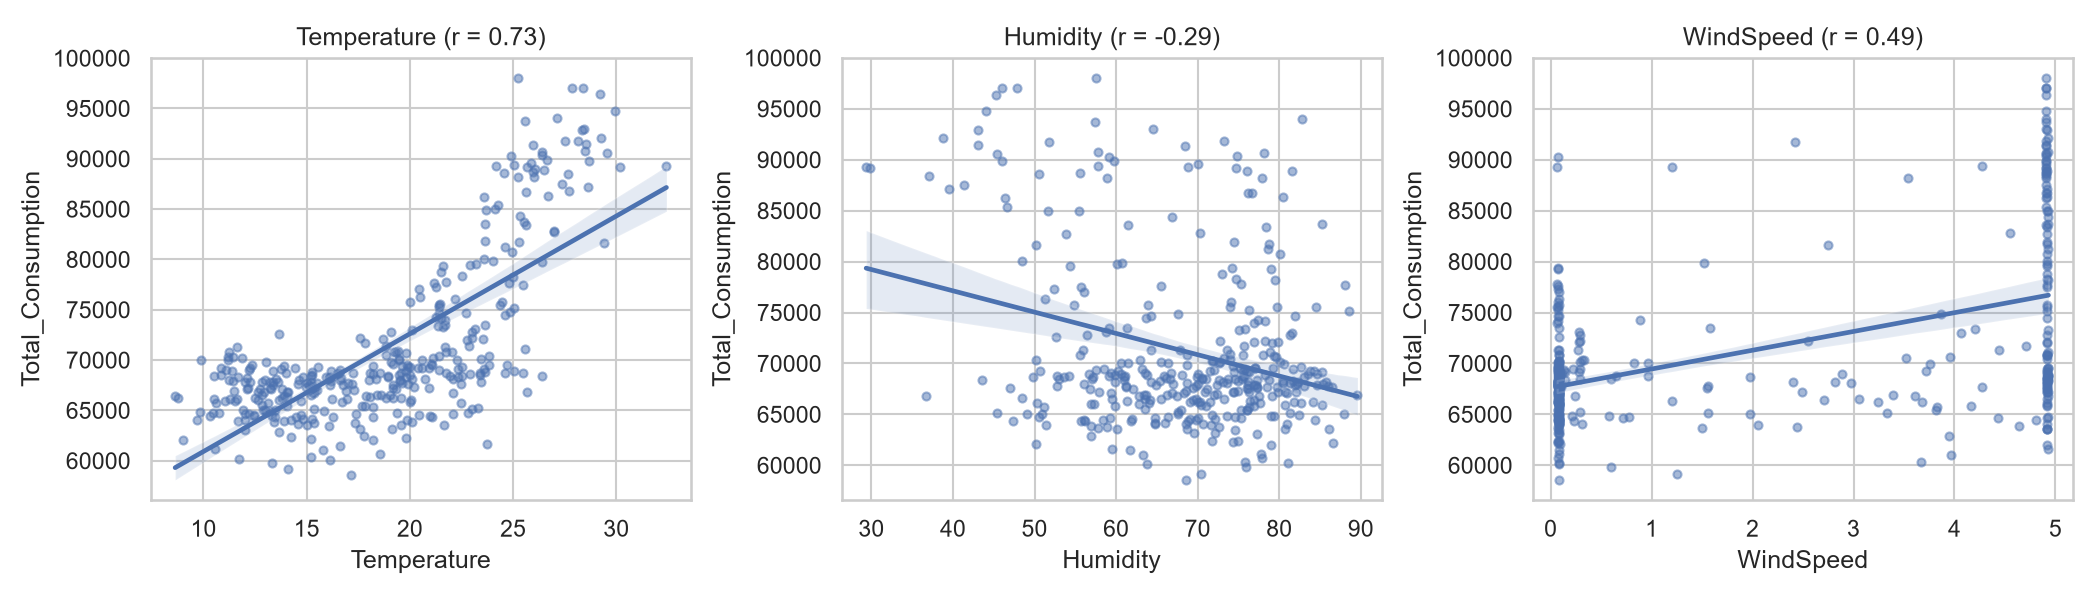 Temperature (r = 0.73)
100000
95000
90000
85000
80000
75000
70000
65000
60000
Total_Consumption
10 15 20 25 30
Temperature
Humidity (r = -0.29)
100000
95000
90000
85000
80000
75000
70000
65000
60000
Total_Consumption
30 40 50 60 70 80 90
Humidity
WindSpeed (r = 0.49)
100000
95000
90000
85000
80000
75000
70000
65000
60000
Total_Consumption
0 1 2 3 4 5
WindSpeed